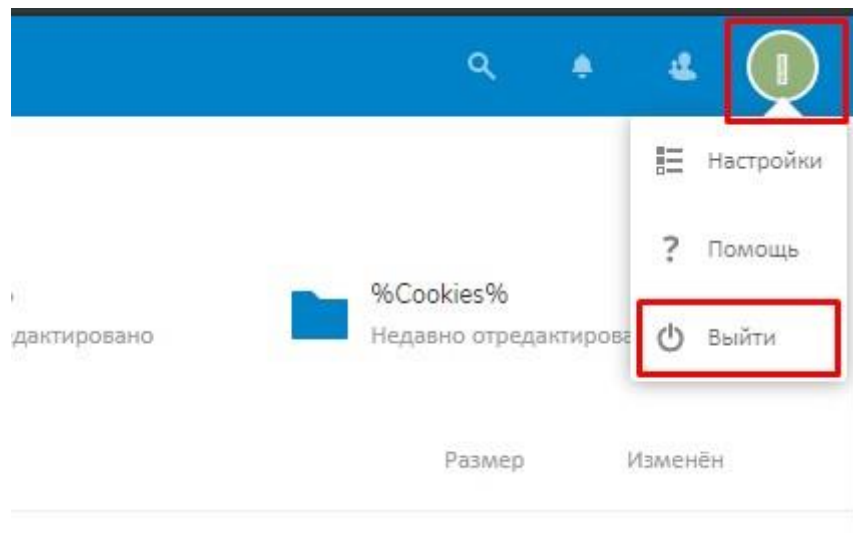 Настройки
? Помощь
%Cookies%
дактировано
Недавно отредактирова
Выйти
Размер
Изменён